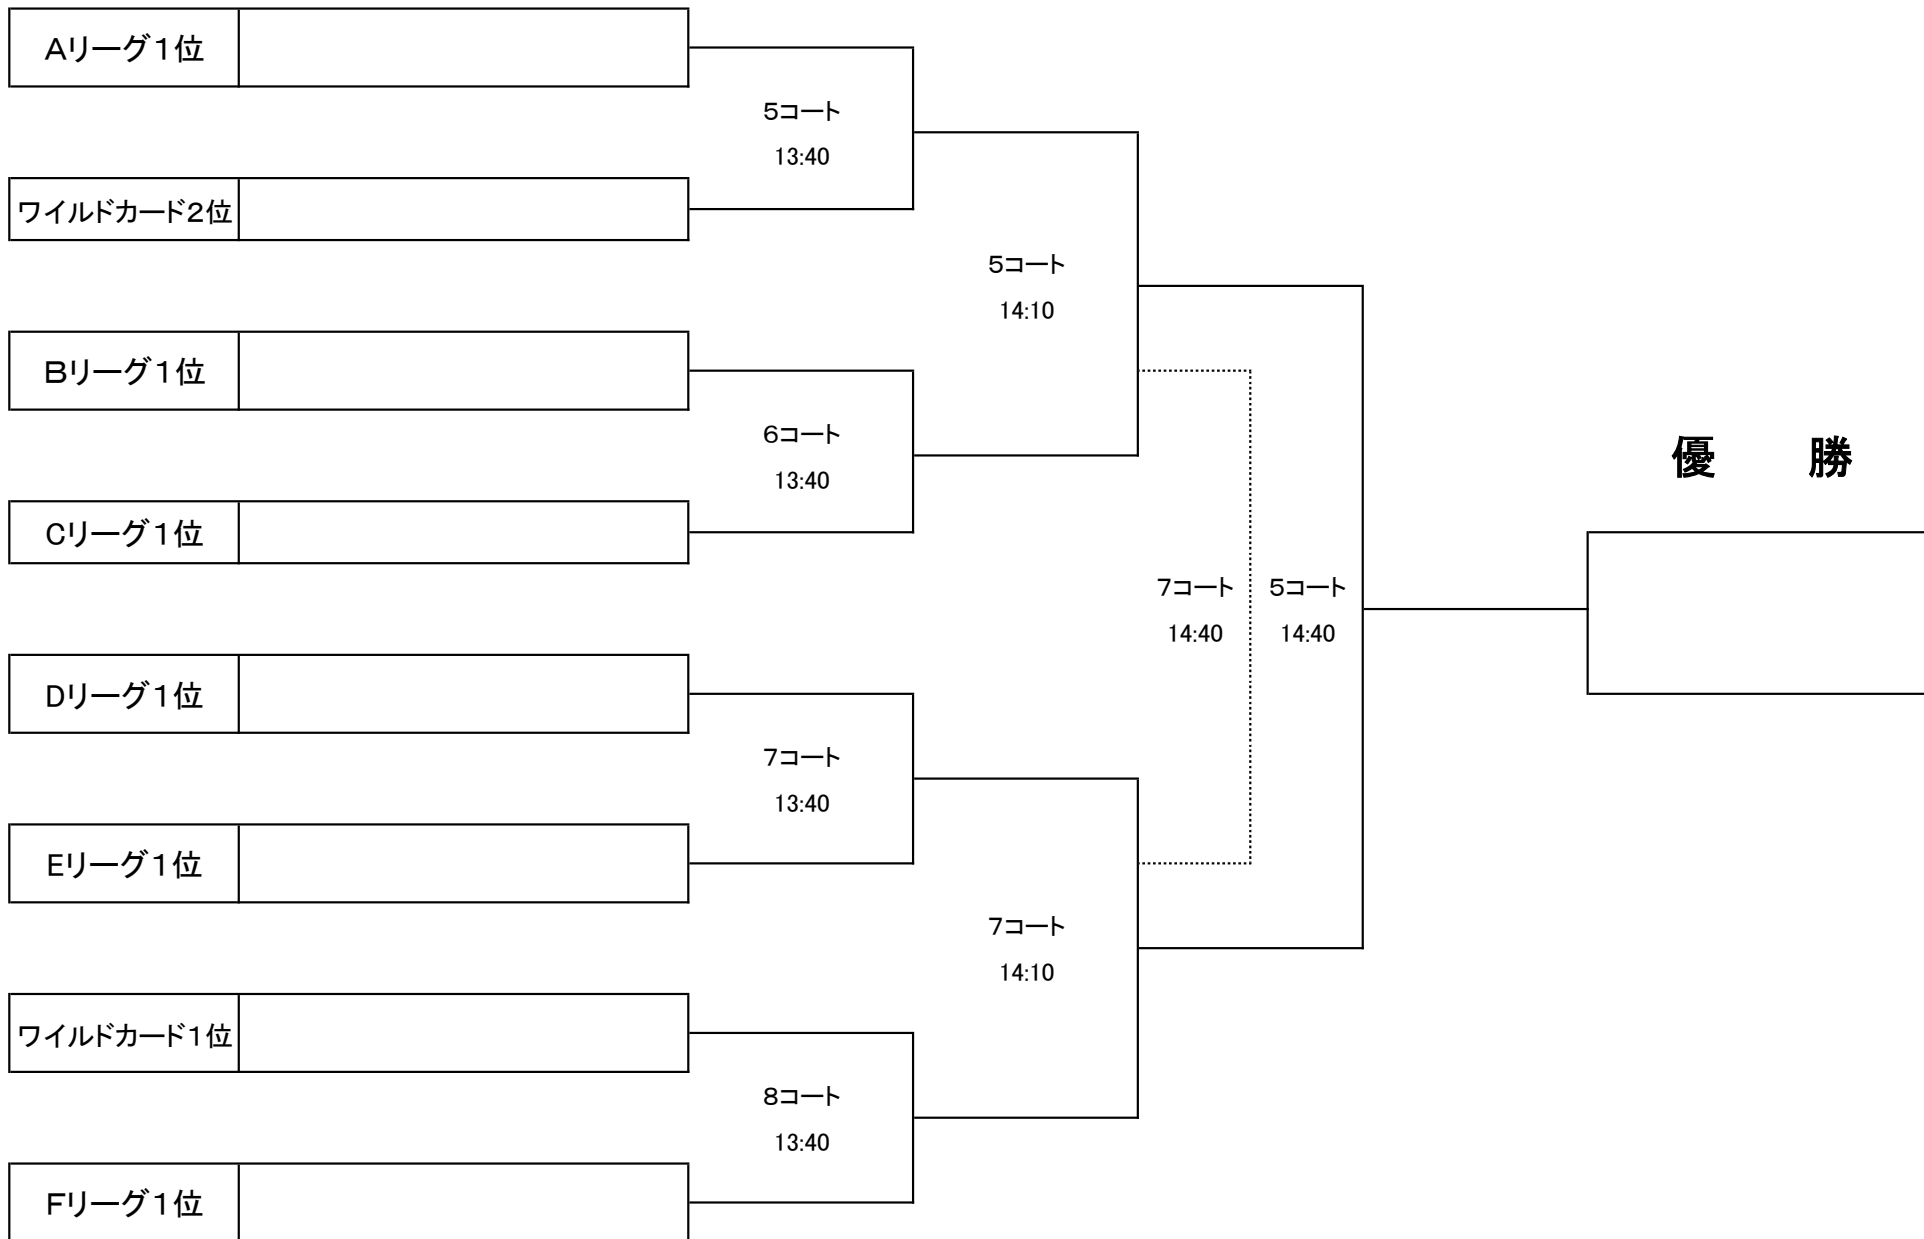 Aリーグ1位
5コート
13:40
ワイルドカード2位
5コート
14:10
Bリーグ1位
6コート
13:40
Cリーグ1位
優　勝
7コート 5コート
14:40 14:40
Dリーグ1位
7コート
13:40
Eリーグ1位
7コート
14:10
ワイルドカード1位
8コート
13:40
Fリーグ1位